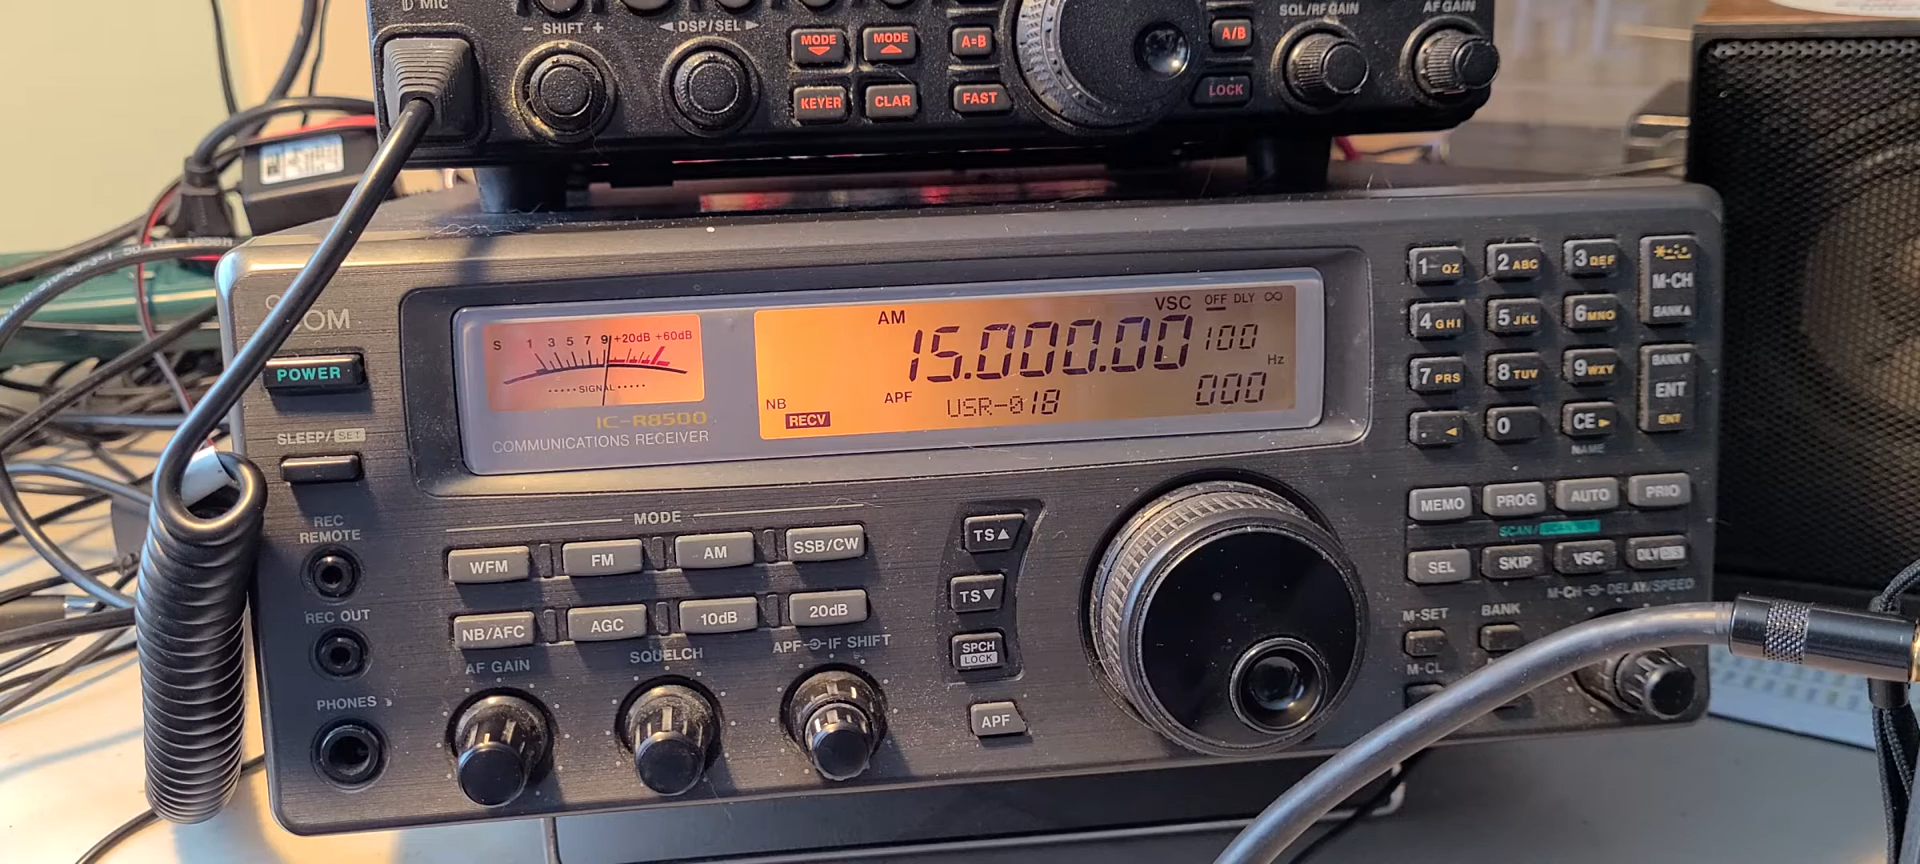 MIC
- SHIFT +
◄ DSP/SEL ►
MODE
MODE
A=B
A/B
SQL/RF GAIN
AF GAIN
KEYER
CLAR
FAST
LOCK
OM
POWER
SLEEP/SET
REC
REMOTE
REC OUT
PHONES
S 1 3 5 7 9 +20dB +60dB
SIGNAL
IC-R8500
COMMUNICATIONS RECEIVER
AM
VSC OFF DLY ∞
15.000.00
100
Hz
NB
RECV
APF
USR-018
000
MODE
WFM
FM
AM
SSB/CW
NB/AFC
AGC
10dB
20dB
AF GAIN
SQUELCH
APF IF SHIFT
TS▲
TS▼
SPCH
LOCK
APF
1 QZ
2 ABC
3 DEF
M-CH
BANK▲
4 GHI
5 JKL
6 MNO
7 PRS
8 TUV
9 WXY
BANK▼
ENT
ENT
. ◄
0
CE ►
NAME
MEMO
PROG
AUTO
PRIO
SCAN/
SEL
SKIP
VSC
DLY
M-CH DELAY/SPEED
M-SET
BANK
M-CL